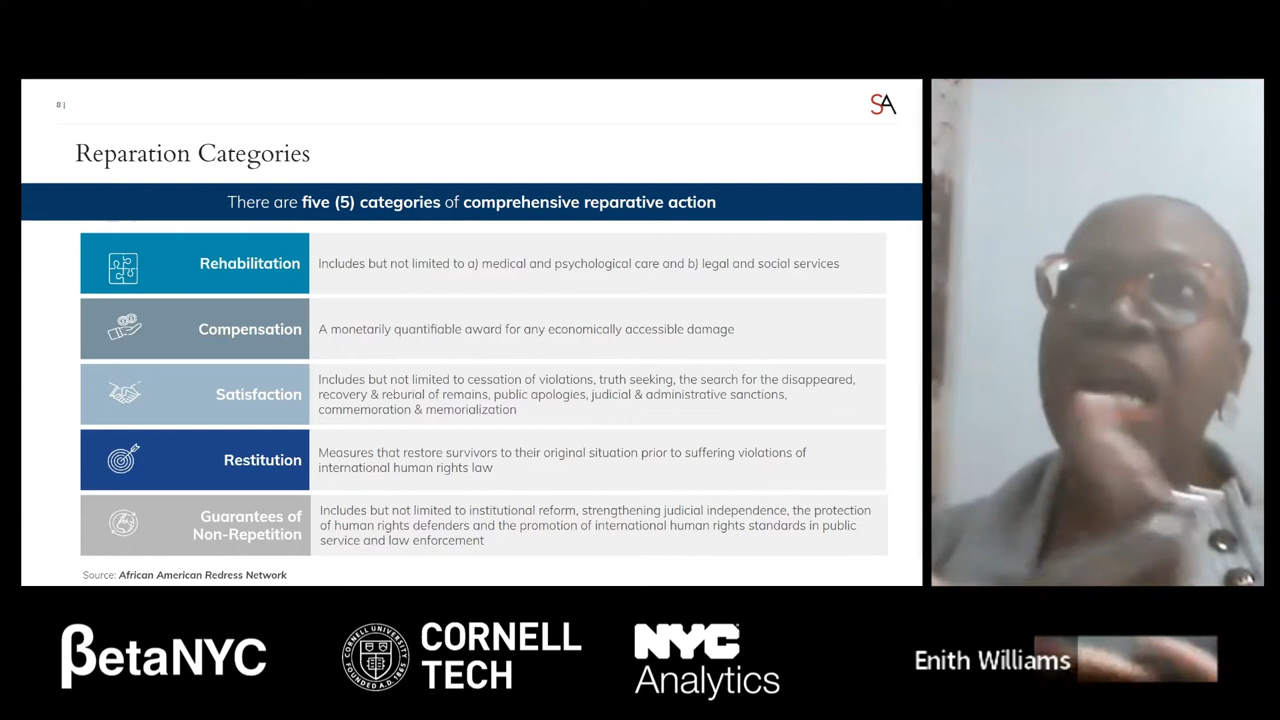 8 |
SA
Reparation Categories
There are five (5) categories of comprehensive reparative action
Rehabilitation
Includes but not limited to a) medical and psychological care and b) legal and social services
Compensation
A monetarily quantifiable award for any economically accessible damage
Satisfaction
Includes but not limited to cessation of violations, truth seeking, the search for the disappeared,
recovery & reburial of remains, public apologies, judicial & administrative sanctions,
commemoration & memorialization
Restitution
Measures that restore survivors to their original situation prior to suffering violations of
international human rights law
Guarantees of
Non-Repetition
Includes but not limited to institutional reform, strengthening judicial independence, the protection
of human rights defenders and the promotion of international human rights standards in public
service and law enforcement
Source: African American Redress Network
βetaNYC
CORNELL UNIVERSITY
FOUNDED A.D. 1865
CORNELL
TECH
NYC
Analytics
Enith Williams